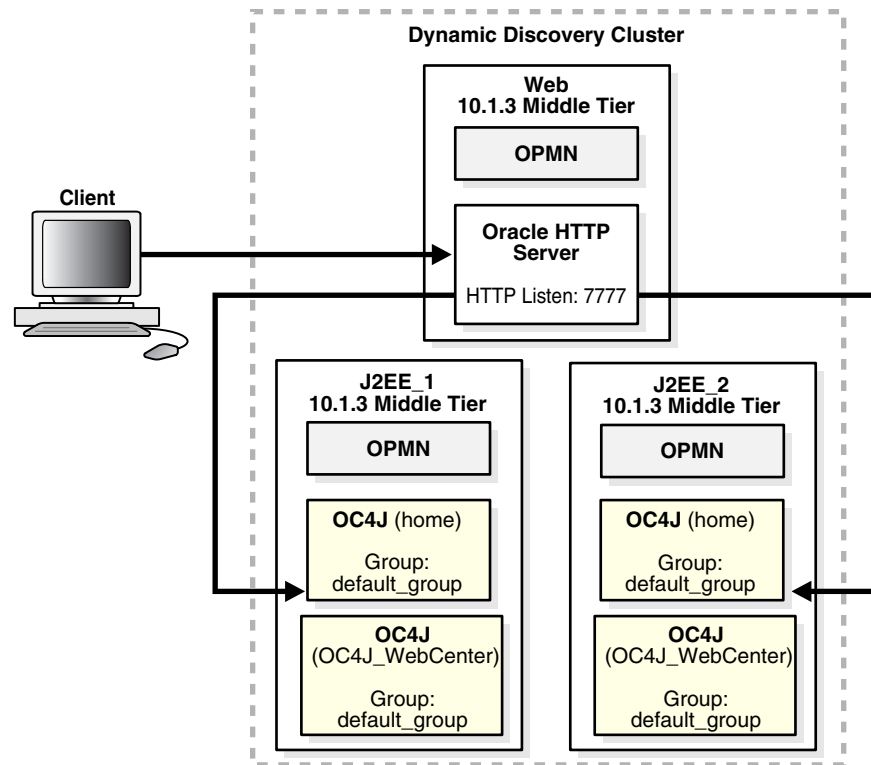 Dynamic Discovery Cluster
Web
10.1.3 Middle Tier
OPMN
Client
Oracle HTTP
Server
HTTP Listen: 7777
J2EE_1
10.1.3 Middle Tier
OPMN
OC4J (home)
Group:
default_group
OC4J
(OC4J_WebCenter)
Group:
default_group
J2EE_2
10.1.3 Middle Tier
OPMN
OC4J (home)
Group:
default_group
OC4J
(OC4J_WebCenter)
Group:
default_group